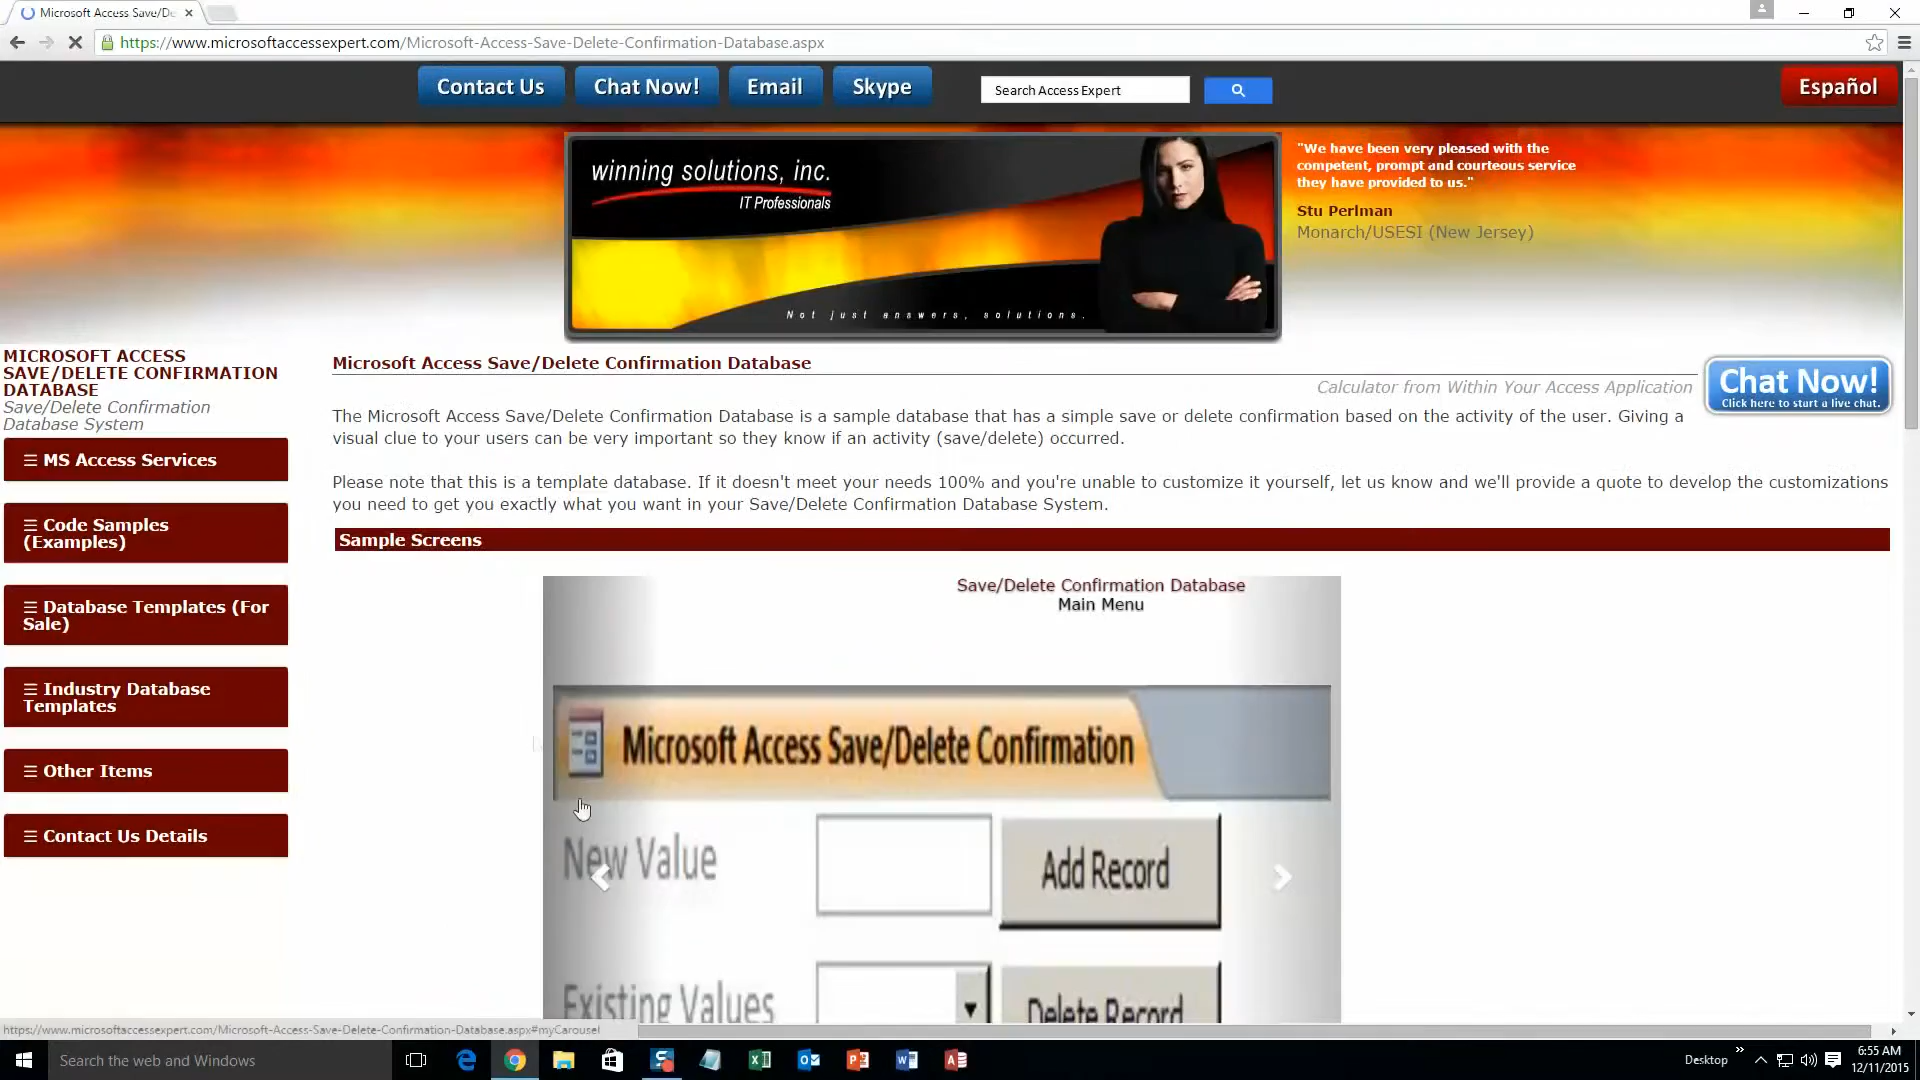 Microsoft Access Save/De
https://www.microsoftaccessexpert.com/Microsoft-Access-Save-Delete-Confirmation-Database.aspx
Contact Us
Chat Now!
Email
Skype
Search Access Expert
Español
winning solutions, inc.
IT Professionals
Not just answers, solutions.
"We have been very pleased with the
competent, prompt and courteous service
they have provided to us."
Stu Perlman
Monarch/USESI (New Jersey)
MICROSOFT ACCESS
SAVE/DELETE CONFIRMATION
DATABASE
Save/Delete Confirmation
Database System
☰ MS Access Services
☰ Code Samples
(Examples)
☰ Database Templates (For
Sale)
☰ Industry Database
Templates
☰ Other Items
☰ Contact Us Details
Microsoft Access Save/Delete Confirmation Database
Calculator from Within Your Access Application
Chat Now!
Click here to start a live chat.
The Microsoft Access Save/Delete Confirmation Database is a sample database that has a simple save or delete confirmation based on the activity of the user. Giving a
visual clue to your users can be very important so they know if an activity (save/delete) occurred.
Please note that this is a template database. If it doesn't meet your needs 100% and you're unable to customize it yourself, let us know and we'll provide a quote to develop the customizations
you need to get you exactly what you want in your Save/Delete Confirmation Database System.
Sample Screens
Save/Delete Confirmation Database
Main Menu
Microsoft Access Save/Delete Confirmation
New Value
Add Record
Existing Values
Delete Record
https://www.microsoftaccessexpert.com/Microsoft-Access-Save-Delete-Confirmation-Database.aspx#myCarousel
Search the web and Windows
Desktop
6:55 AM
12/11/2015